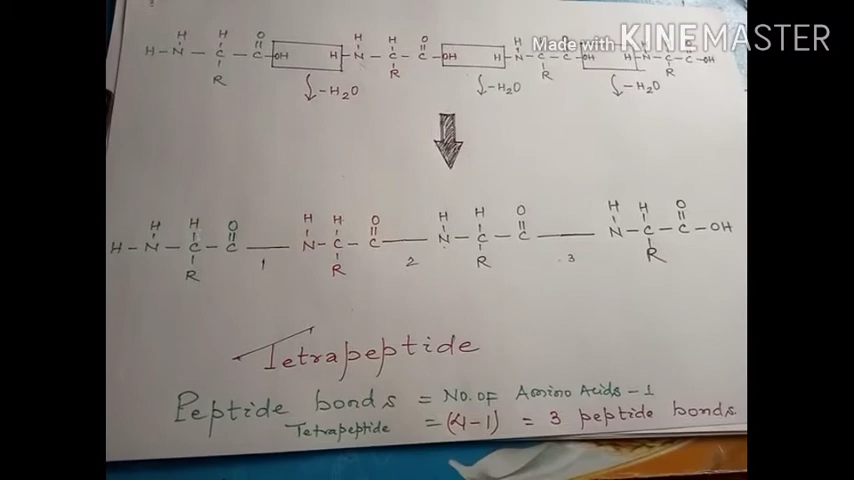 Made with KINEMASTER
H H O H H O H H O H H O
H-N-C-C-OH H-N-C-C-OH H-N-C-C-OH H-N-C-C-OH
R R R R
-H2O -H2O -H2O
H H O H H O H H O H H O
H-N-C-C — N-C-C — N-C-C — N-C-C-OH
1 2 3
R R R R
Tetrapeptide
Peptide bonds = No. of Amino Acids - 1
Tetrapeptide = (4-1) = 3 peptide bonds